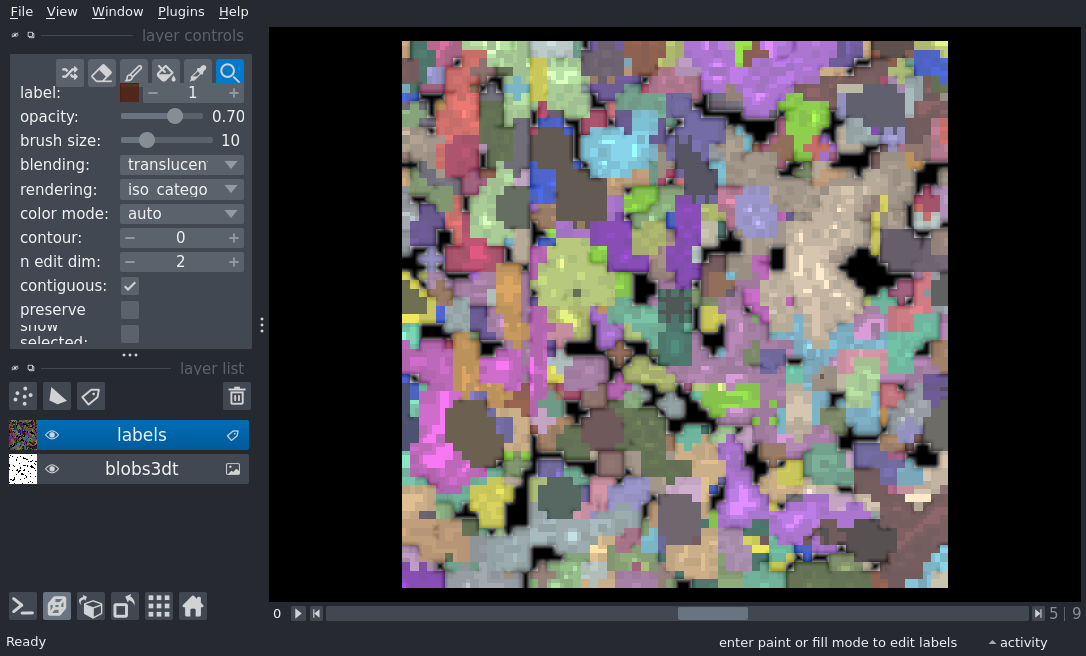 File View Window Plugins Help
layer controls
label: 1
opacity: 0.70
brush size: 10
blending: translucen
rendering: iso_catego
color mode: auto
contour: 0
n edit dim: 2
contiguous:
preserve
show
selected:
layer list
labels
blobs3dt
0 5 | 9
Ready enter paint or fill mode to edit labels activity